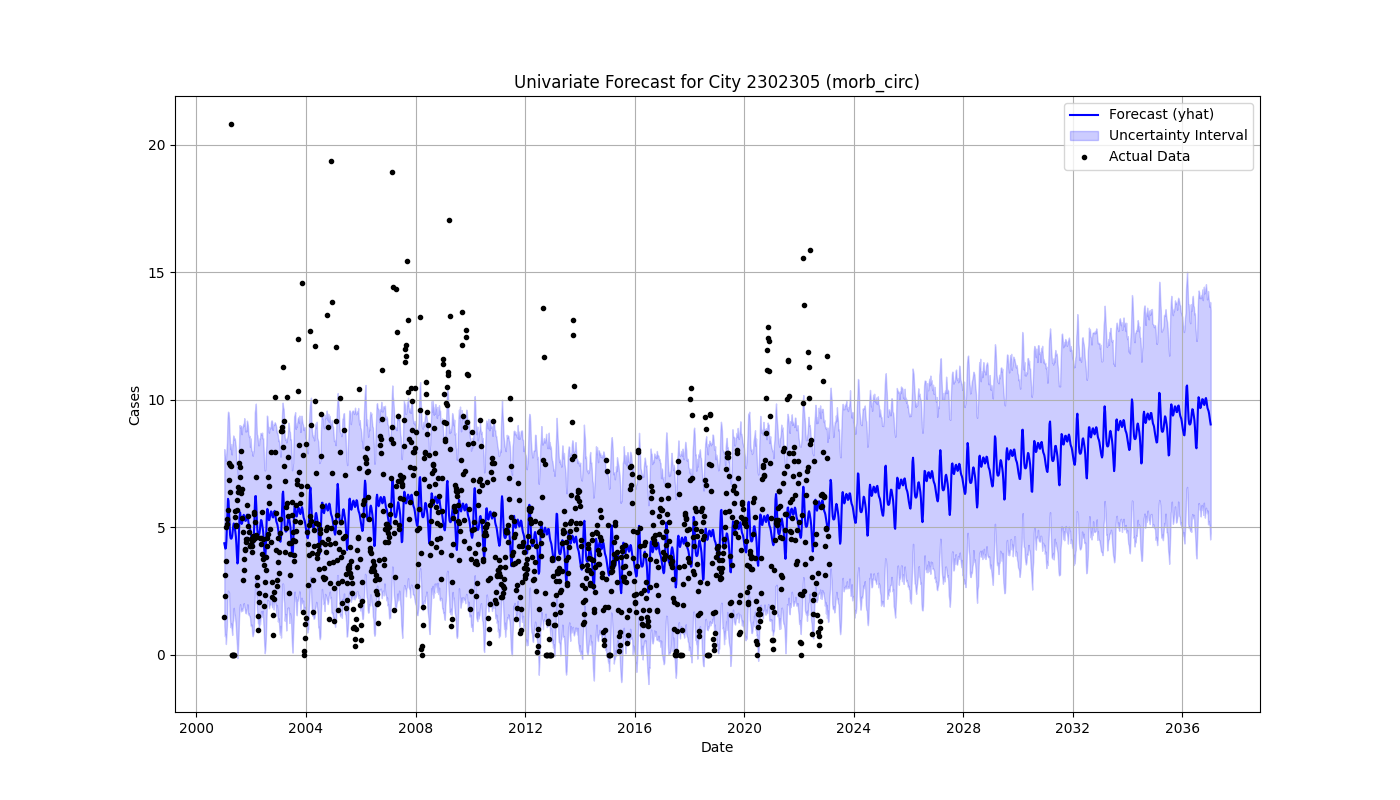 Univariate Forecast for City 2302305 (morb_circ)
Forecast (yhat)
Uncertainty Interval
Actual Data
20
15
10
5
0
Cases
2000 2004 2008 2012 2016 2020 2024 2028 2032 2036
Date